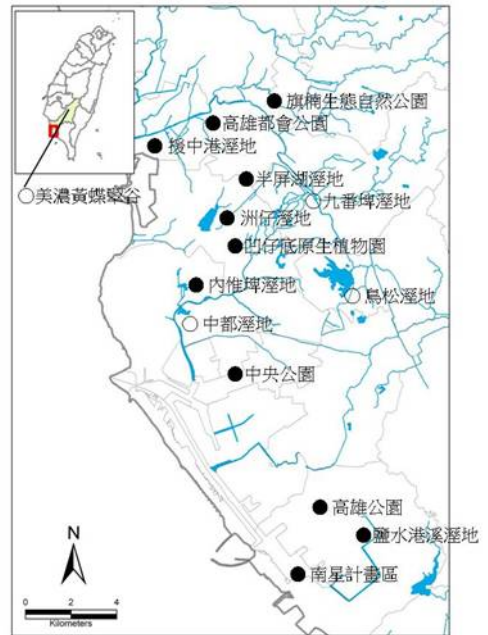 旗楠生態自然公園
高雄都會公園
援中港溼地
半屏湖溼地
美濃黃蝶翠谷
九番埤溼地
洲仔溼地
凹仔底原生植物園
內惟埤溼地
鳥松溼地
中都溼地
中央公園
高雄公園
鹽水港溪溼地
南星計畫區
N
0 2 4
Kilometers